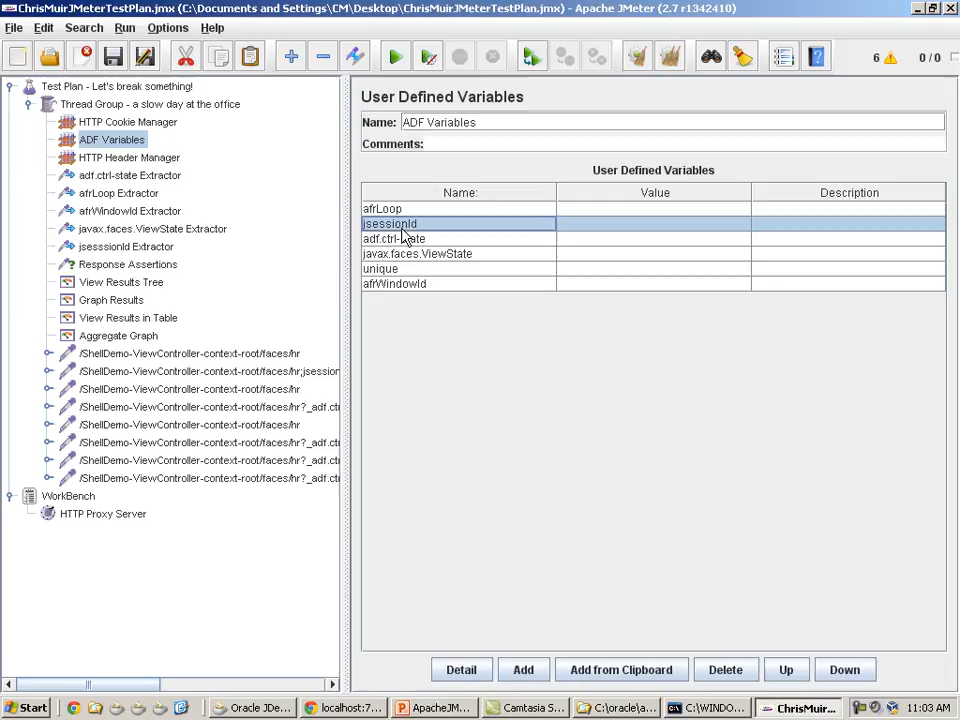 ChrisMuirJMeterTestPlan.jmx (C:\Documents and Settings\CM\Desktop\ChrisMuirJMeterTestPlan.jmx) - Apache JMeter (2.7 r1342410)
File Edit Search Run Options Help
6 0/0
Test Plan - Let's break something!
Thread Group - a slow day at the office
HTTP Cookie Manager
ADF Variables
HTTP Header Manager
adf.ctrl-state Extractor
afrLoop Extractor
afrWindowId Extractor
javax.faces.ViewState Extractor
jsesssionId Extractor
Response Assertions
View Results Tree
Graph Results
View Results in Table
Aggregate Graph
/ShellDemo-ViewController-context-root/faces/hr
/ShellDemo-ViewController-context-root/faces/hr;jsession
/ShellDemo-ViewController-context-root/faces/hr
/ShellDemo-ViewController-context-root/faces/hr?_adf.ctr
/ShellDemo-ViewController-context-root/faces/hr
/ShellDemo-ViewController-context-root/faces/hr?_adf.ctr
/ShellDemo-ViewController-context-root/faces/hr?_adf.ctr
/ShellDemo-ViewController-context-root/faces/hr?_adf.ctr
WorkBench
HTTP Proxy Server
User Defined Variables
Name: ADF Variables
Comments:
User Defined Variables
Name: Value Description
afrLoop
jsessionId
adf.ctrl-state
javax.faces.ViewState
unique
afrWindowId
Detail Add Add from Clipboard Delete Up Down
Start Oracle JDe... localhost:7... ApacheJM... Camtasia S... C:\oracle\a... C:\WINDO... ChrisMuir... 11:03 AM